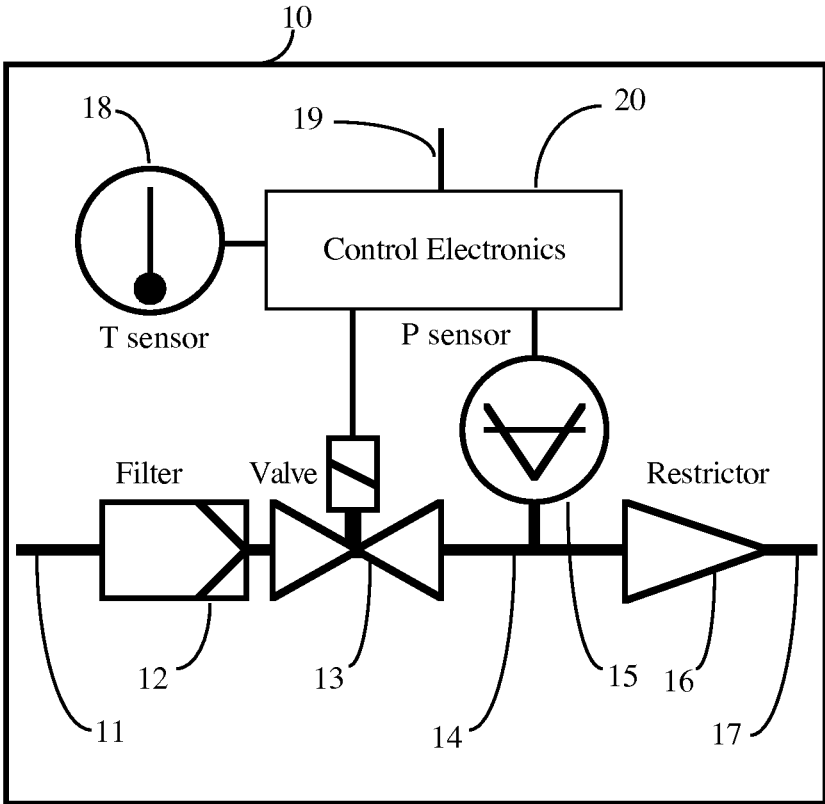 10
18
19
20
Control Electronics
T sensor
P sensor
Filter
Valve
Restrictor
12
13
15
16
11
14
17